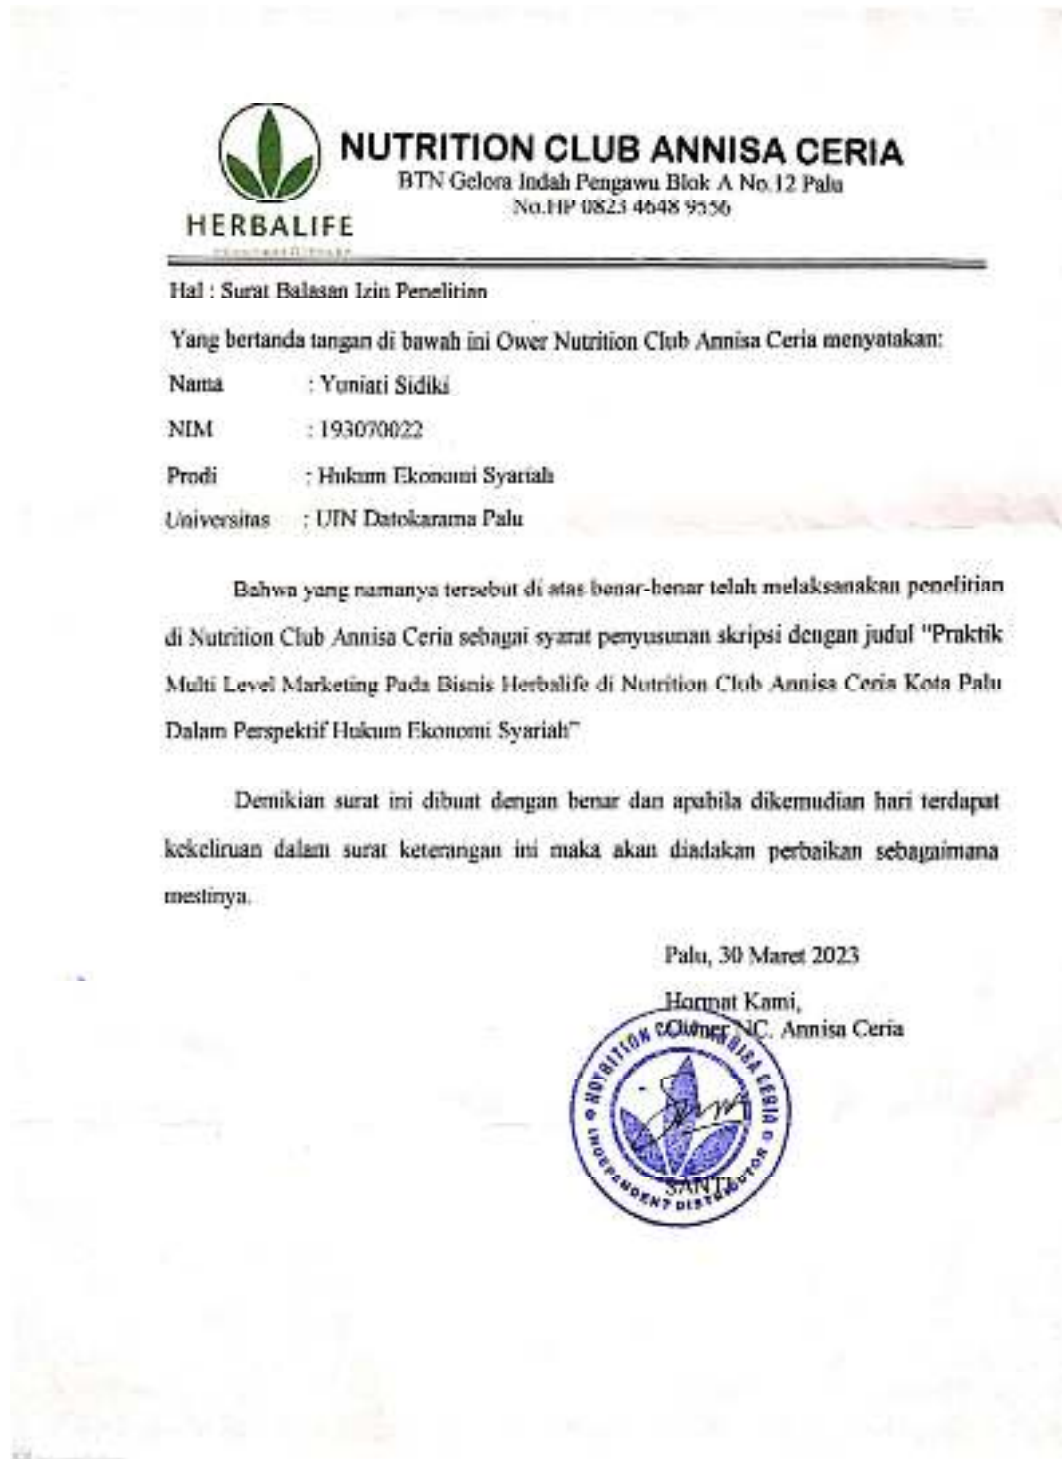 NUTRITION CLUB ANNISA CERIA
BTN Gelora Indah Pengawu Blok A No.12 Palu
No.HP 0823 4648 9556
HERBALIFE
Hal : Surat Balasan Izin Penelitian
Yang bertanda tangan di bawah ini Ower Nutrition Club Annisa Ceria menyatakan:
Nama : Yuniati Sidiki
NIM : 193070022
Prodi : Hukum Ekonomi Syariah
Universitas : UIN Datokarama Palu
Bahwa yang namanya tersebut di atas benar-benar telah melaksanakan penelitian
di Nutrition Club Annisa Ceria sebagai syarat penyusunan skripsi dengan judul "Praktik
Multi Level Marketing Pada Bisnis Herbalife di Nutrition Club Annisa Ceria Kota Palu
Dalam Perspektif Hukum Ekonomi Syariah"
Demikian surat ini dibuat dengan benar dan apabila dikemudian hari terdapat
kekeliruan dalam surat keterangan ini maka akan diadakan perbaikan sebagaimana
mestinya.
Palu, 30 Maret 2023
Hormat Kami,
Owner NC. Annisa Ceria
NUTRITION CLUB ANNISA CERIA
INDEPENDENT DISTRIBUTOR
SANTI